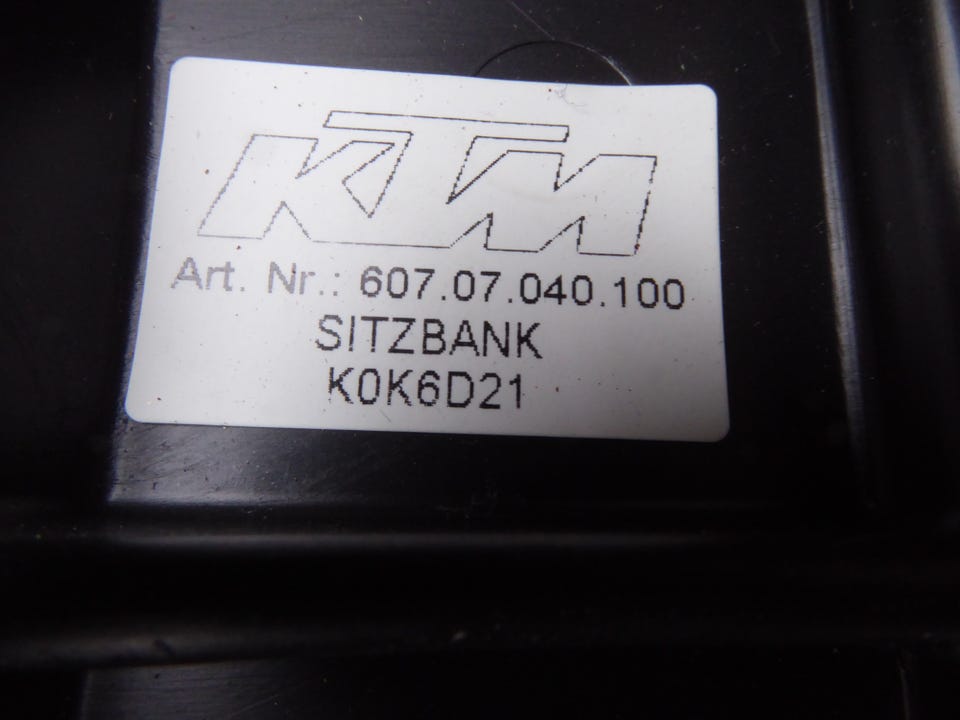 KTM
Art. Nr.: 607.07.040.100
SITZBANK
K0K6D21